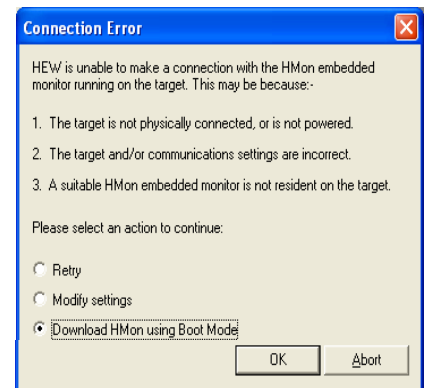 Connection Error
HEW is unable to make a connection with the HMon embedded
monitor running on the target. This may be because:-
1. The target is not physically connected, or is not powered.
2. The target and/or communications settings are incorrect.
3. A suitable HMon embedded monitor is not resident on the target.
Please select an action to continue:
Retry
Modify settings
Download HMon using Boot Mode
OK Abort